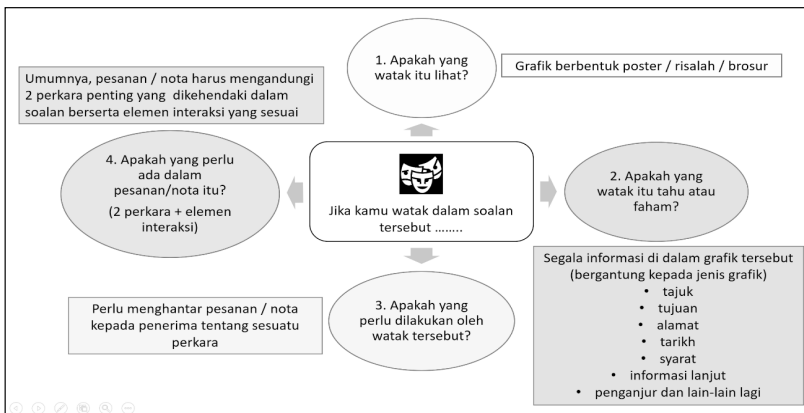 1. Apakah yang
watak itu lihat?
Grafik berbentuk poster / risalah / brosur
Umumnya, pesanan / nota harus mengandungi
2 perkara penting yang dikehendaki dalam
soalan berserta elemen interaksi yang sesuai
4. Apakah yang perlu
ada dalam
pesanan/nota itu?
(2 perkara + elemen
interaksi)
Jika kamu watak dalam soalan
tersebut ........
2. Apakah yang
watak itu tahu atau
faham?
Segala informasi di dalam grafik tersebut
(bergantung kepada jenis grafik)
• tajuk
• tujuan
• alamat
• tarikh
• syarat
• informasi lanjut
• penganjur dan lain-lain lagi
Perlu menghantar pesanan / nota
kepada penerima tentang sesuatu
perkara
3. Apakah yang
perlu dilakukan oleh
watak tersebut?